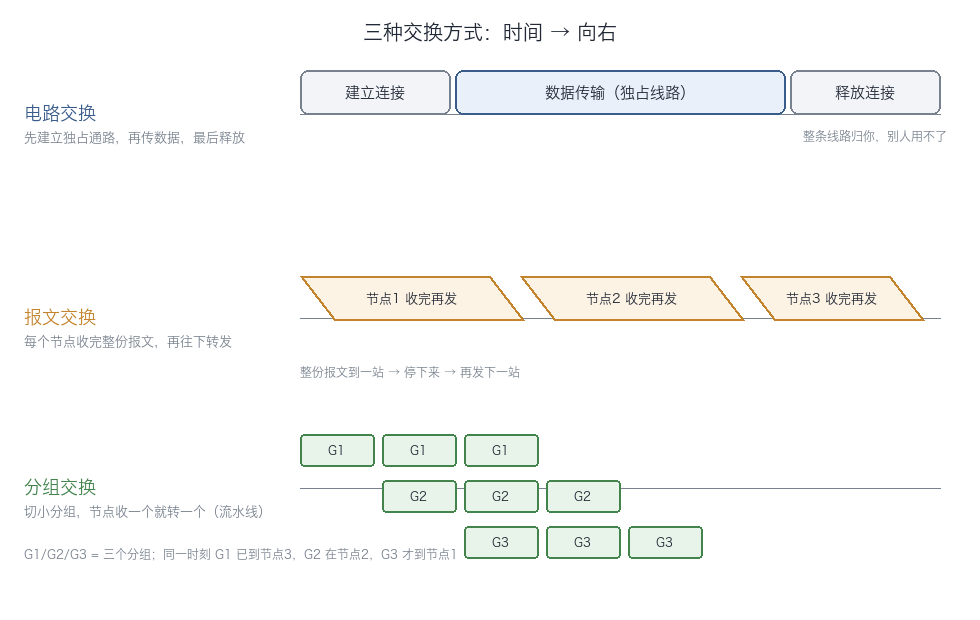 三种交换方式：时间 → 向右
建立连接
数据传输（独占线路）
释放连接
电路交换
先建立独占通路，再传数据，最后释放
整条线路归你、别人用不了
节点1 收完再发
节点2 收完再发
节点3 收完再发
报文交换
每个节点收完整份报文，再往下转发
整份报文到一站 → 停下来 → 再发下一站
G1
G1
G1
分组交换
切小分组，节点收一个就转一个（流水线）
G2
G2
G2
G1/G2/G3 = 三个分组；同一时刻 G1 已到节点3，G2 在节点2，G3 才到节点1
G3
G3
G3